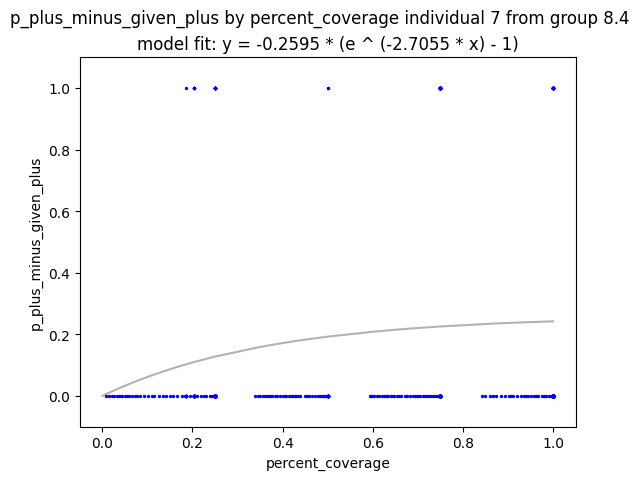 p_plus_minus_given_plus by percent_coverage individual 7 from group 8.4
model fit: y = -0.2595 * (e ^ (-2.7055 * x) - 1)
1.0
0.8
0.6
0.4
0.2
0.0
p_plus_minus_given_plus
0.0 0.2 0.4 0.6 0.8 1.0
percent_coverage